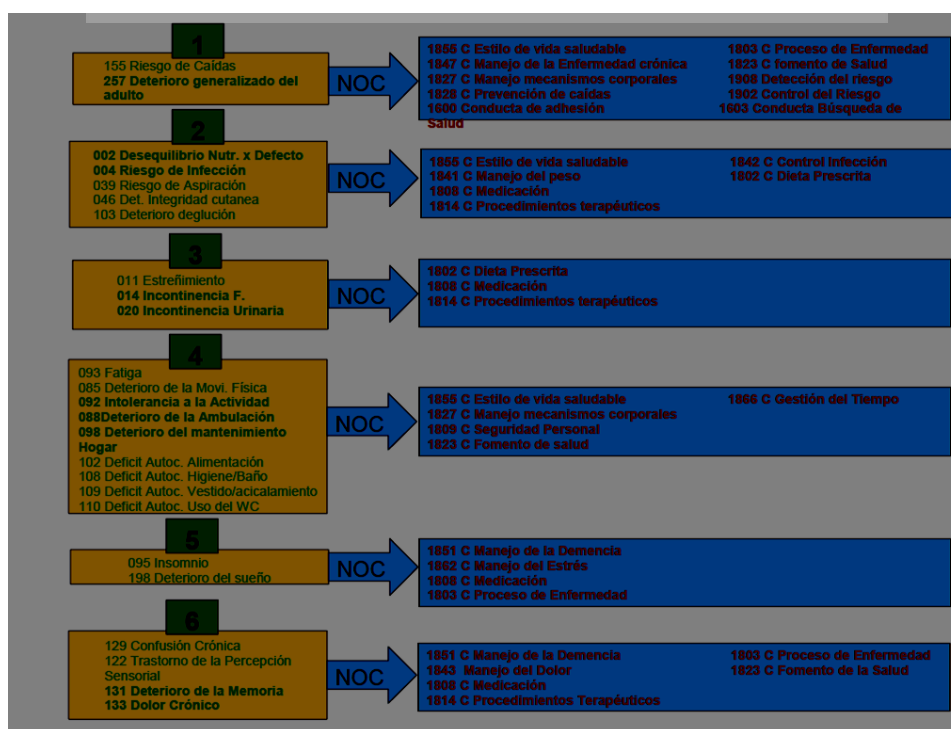 1
155 Riesgo de Caídas
257 Deterioro generalizado del
adulto
NOC
1855 C Estilo de vida saludable
1847 C Manejo de la Enfermedad crónica
1827 C Manejo mecanismos corporales
1828 C Prevención de caídas
1600 Conducta de adhesión
1803 C Proceso de Enfermedad
1823 C fomento de Salud
1908 Detección del riesgo
1902 Control del Riesgo
1603 Conducta Búsqueda de
Salud
2
002 Desequilibrio Nutr. x Defecto
004 Riesgo de Infección
039 Riesgo de Aspiración
046 Det. Integridad cutanea
103 Deterioro deglución
NOC
1855 C Estilo de vida saludable
1841 C Manejo del peso
1808 C Medicación
1814 C Procedimientos terapéuticos
1842 C Control Infección
1802 C Dieta Prescrita
3
011 Estreñimiento
014 Incontinencia F.
020 Incontinencia Urinaria
NOC
1802 C Dieta Prescrita
1808 C Medicación
1814 C Procedimientos terapéuticos
4
093 Fatiga
085 Deterioro de la Movi. Física
092 Intolerancia a la Actividad
088Deterioro de la Ambulación
098 Deterioro del mantenimiento
Hogar
102 Deficit Autoc. Alimentación
108 Deficit Autoc. Higiene/Baño
109 Deficit Autoc. Vestido/acicalamiento
110 Deficit Autoc. Uso del WC
NOC
1855 C Estilo de vida saludable
1827 C Manejo mecanismos corporales
1809 C Seguridad Personal
1823 C Fomento de salud
1866 C Gestión del Tiempo
5
095 Insomnio
198 Deterioro del sueño
NOC
1851 C Manejo de la Demencia
1862 C Manejo del Estrés
1808 C Medicación
1803 C Proceso de Enfermedad
6
129 Confusión Crónica
122 Trastorno de la Percepción
Sensorial
131 Deterioro de la Memoria
133 Dolor Crónico
NOC
1851 C Manejo de la Demencia
1843 Manejo del Dolor
1808 C Medicación
1814 C Procedimientos Terapéuticos
1803 C Proceso de Enfermedad
1823 C Fomento de la Salud